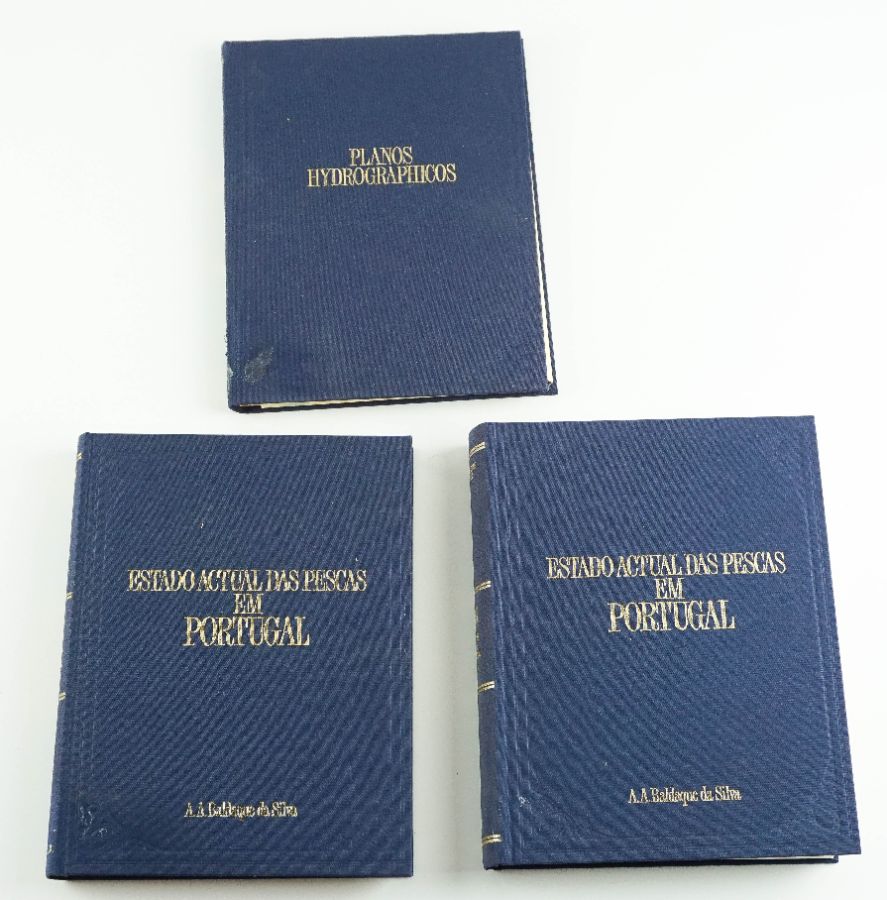 PLANOS
HYDROGRAPHICOS
ESTADO ACTUAL DAS PESCAS
EM
PORTUGAL
A. A. Baldaque da Silva
ESTADO ACTUAL DAS PESCAS
EM
PORTUGAL
A. A. Baldaque da Silva